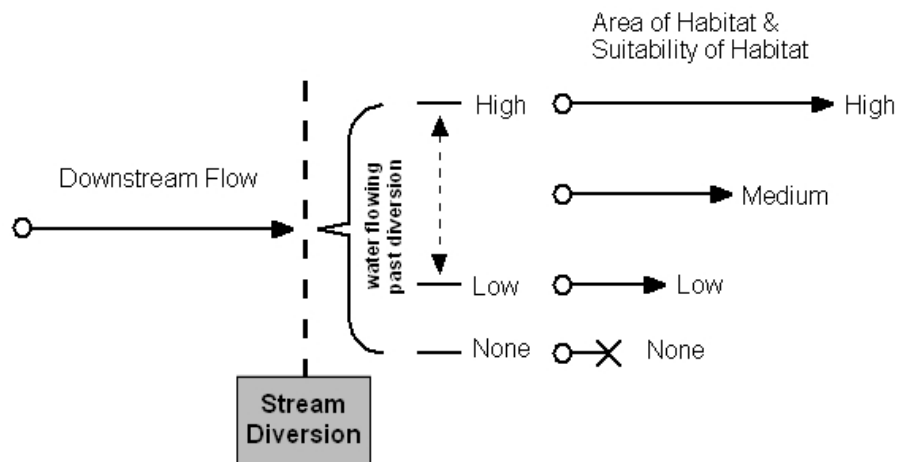 Area of Habitat &
Suitability of Habitat
High
High
Downstream Flow
water flowing
past diversion
Medium
Low
Low
None
None
Stream
Diversion